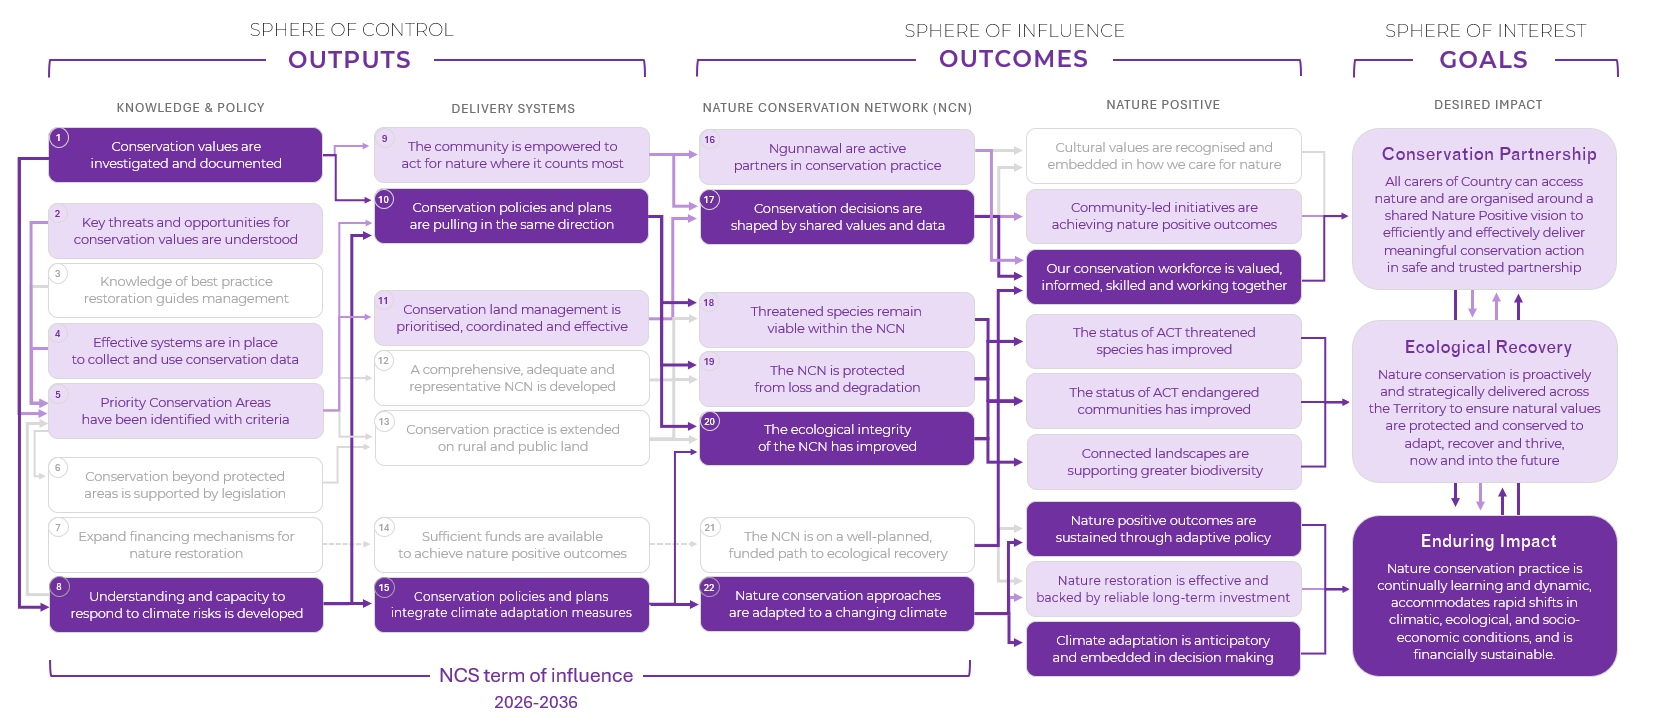 SPHERE OF CONTROL
OUTPUTS
SPHERE OF INFLUENCE
OUTCOMES
SPHERE OF INTEREST
GOALS
KNOWLEDGE & POLICY
1
Conservation values are
investigated and documented
2
Key threats and opportunities for
conservation values are understood
3
Knowledge of best practice
restoration guides management
4
Effective systems are in place
to collect and use conservation data
5
Priority Conservation Areas
have been identified with criteria
6
Conservation beyond protected
areas is supported by legislation
7
Expand financing mechanisms for
nature restoration
8
Understanding and capacity to
respond to climate risks is developed
DELIVERY SYSTEMS
9
The community is empowered to
act for nature where it counts most
10
Conservation policies and plans
are pulling in the same direction
11
Conservation land management is
prioritised, coordinated and effective
12
A comprehensive, adequate and
representative NCN is developed
13
Conservation practice is extended
on rural and public land
14
Sufficient funds are available
to achieve nature positive outcomes
15
Conservation policies and plans
integrate climate adaptation measures
NATURE CONSERVATION NETWORK (NCN)
16
Ngunnawal are active
partners in conservation practice
17
Conservation decisions are
shaped by shared values and data
18
Threatened species remain
viable within the NCN
19
The NCN is protected
from loss and degradation
20
The ecological integrity
of the NCN has improved
21
The NCN is on a well-planned,
funded path to ecological recovery
22
Nature conservation approaches
are adapted to a changing climate
NATURE POSITIVE
Cultural values are recognised and
embedded in how we care for nature
Community-led initiatives are
achieving nature positive outcomes
Our conservation workforce is valued,
informed, skilled and working together
The status of ACT threatened
species has improved
The status of ACT endangered
communities has improved
Connected landscapes are
supporting greater biodiversity
Nature positive outcomes are
sustained through adaptive policy
Nature restoration is effective and
backed by reliable long-term investment
Climate adaptation is anticipatory
and embedded in decision making
DESIRED IMPACT
Conservation Partnership
All carers of Country can access
nature and are organised around a
shared Nature Positive vision to
efficiently and effectively deliver
meaningful conservation action
in safe and trusted partnership
Ecological Recovery
Nature conservation is proactively
and strategically delivered across
the Territory to ensure natural values
are protected and conserved to
adapt, recover and thrive,
now and into the future
Enduring Impact
Nature conservation practice is
continually learning and dynamic,
accommodates rapid shifts in
climatic, ecological, and socio-
economic conditions, and is
financially sustainable.
NCS term of influence
2026-2036